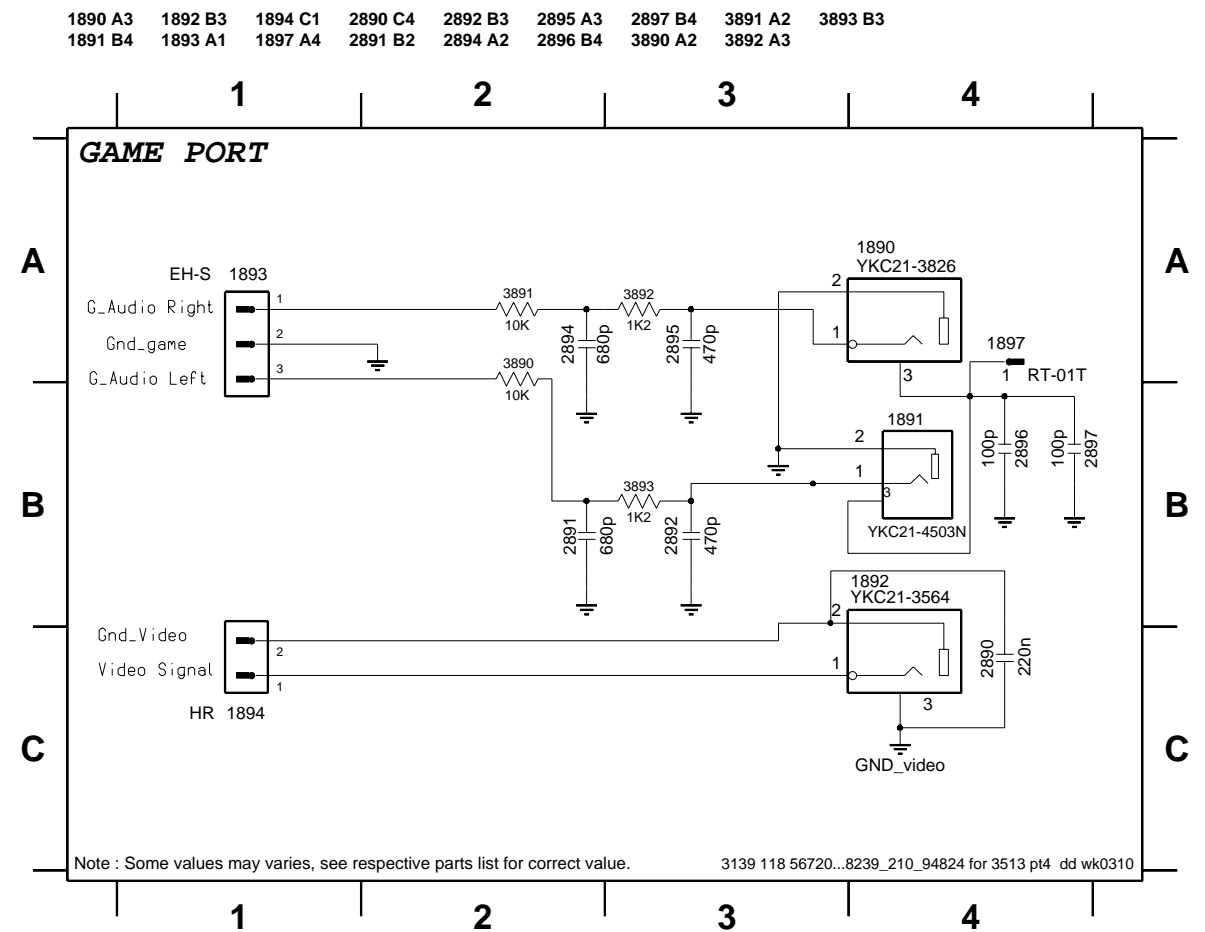 1890 A3 1892 B3 1894 C1 2890 C4 2892 B3 2895 A3 2897 B4 3891 A2 3893 B3
1891 B4 1893 A1 1897 A4 2891 B2 2894 A2 2896 B4 3890 A2 3892 A3
1 2 3 4
GAME PORT
A
A
EH-S 1893
G_Audio Right
1
Gnd_game
2
G_Audio Left
3
3891
10K
3890
10K
2894
680p
3892
1K2
2895
470p
1890
YKC21-3826
2
1
3
1897
1
RT-01T
B
B
1891
2
1
3
YKC21-4503N
100p
2896
100p
2897
3893
1K2
2891
680p
2892
470p
1892
YKC21-3564
2
1
3
2890
220n
GND_video
Gnd_Video
2
Video Signal
1
HR 1894
C
C
Note : Some values may varies, see respective parts list for correct value.
3139 118 56720...8239_210_94824 for 3513 pt4 dd wk0310
1 2 3 4